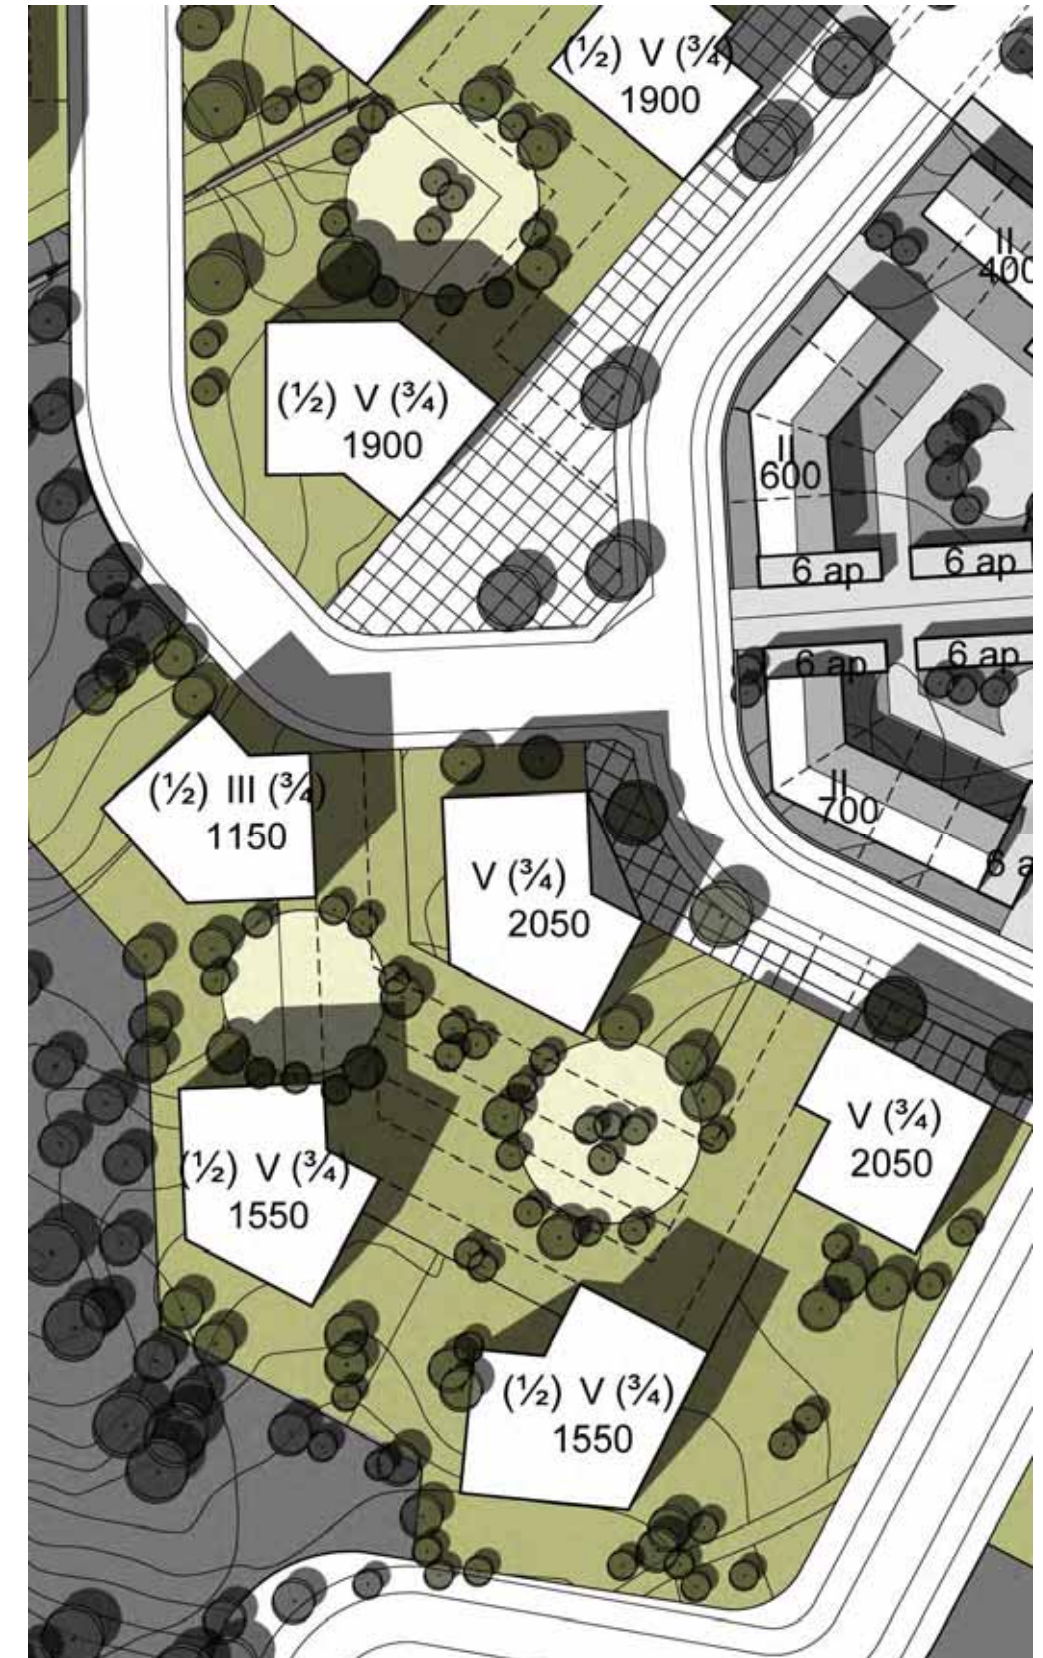 (½) V (¾)
1900
II
400
(½) V (¾)
1900
II
600
6 ap
6 ap
6 ap
6 ap
(½) III (¾)
1150
II
700
V (¾)
2050
6 a
V (¾)
2050
(½) V (¾)
1550
(½) V (¾)
1550